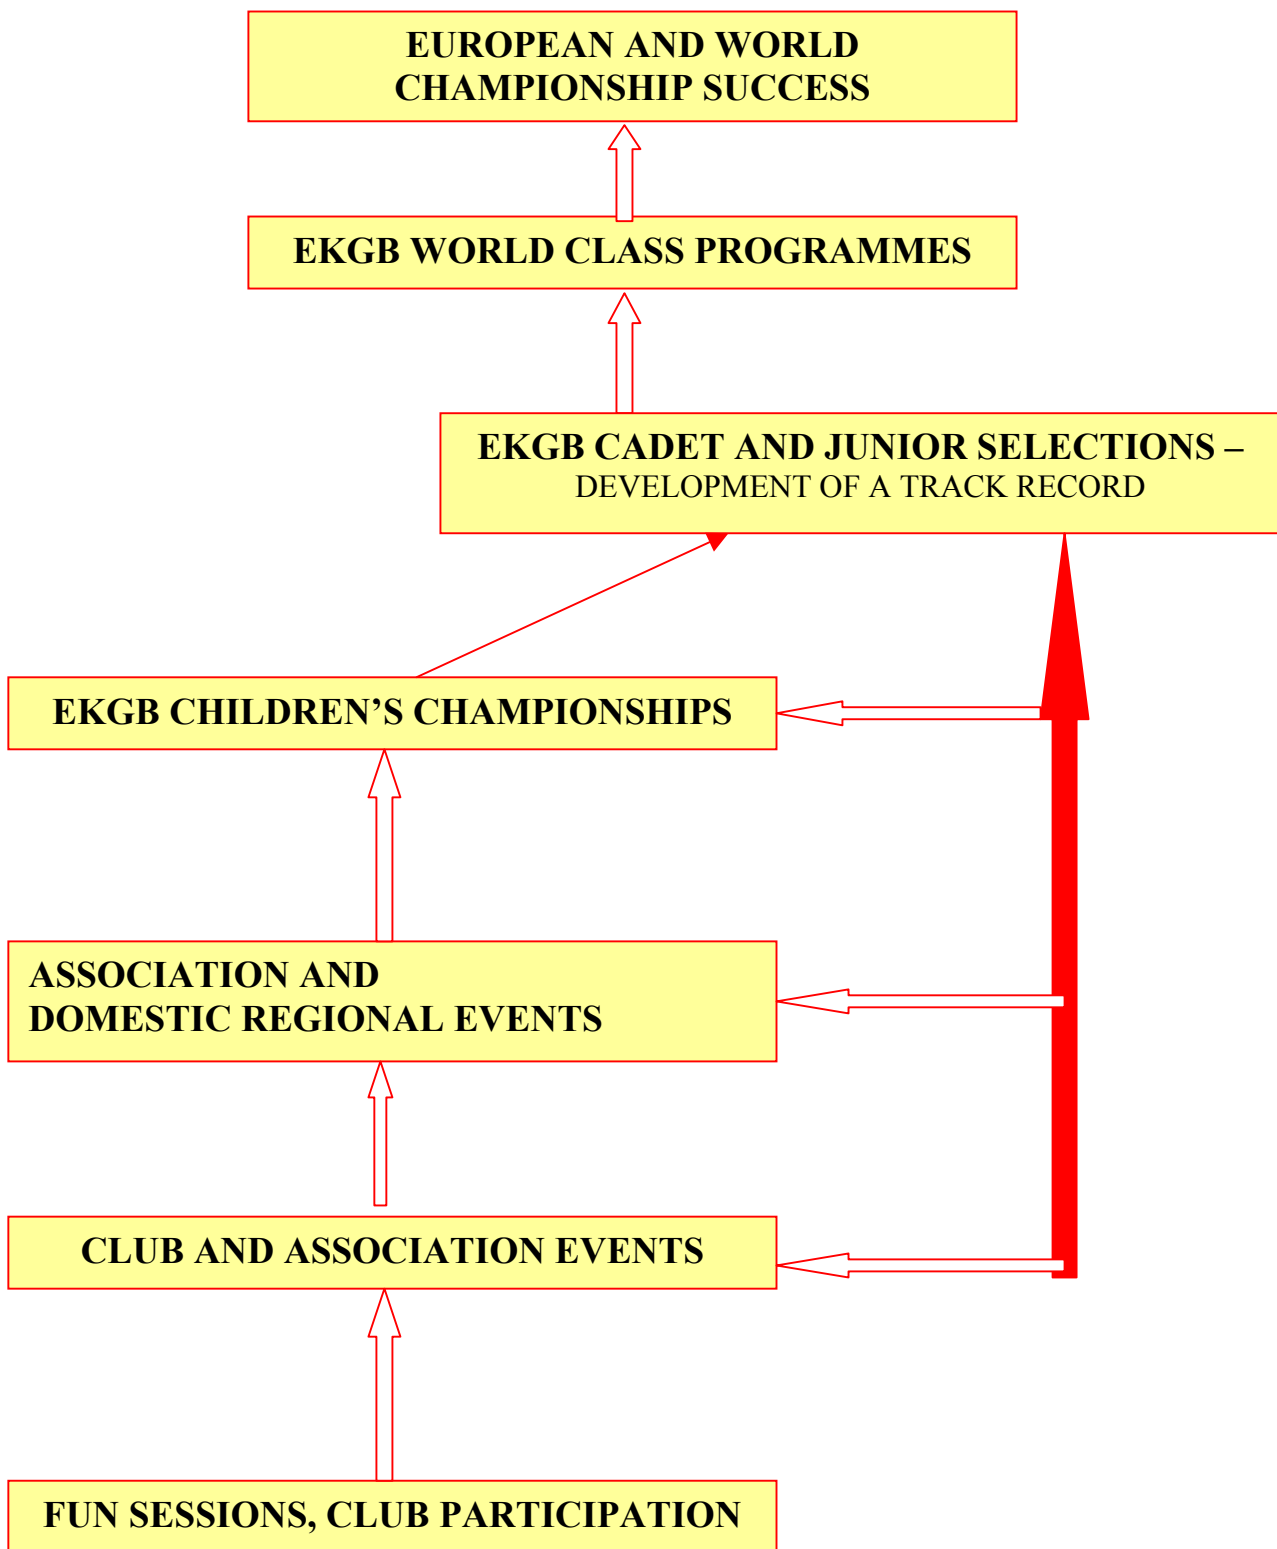 EUROPEAN AND WORLD
CHAMPIONSHIP SUCCESS
EKGB WORLD CLASS PROGRAMMES
EKGB CADET AND JUNIOR SELECTIONS –
DEVELOPMENT OF A TRACK RECORD
EKGB CHILDREN’S CHAMPIONSHIPS
ASSOCIATION AND
DOMESTIC REGIONAL EVENTS
CLUB AND ASSOCIATION EVENTS
FUN SESSIONS, CLUB PARTICIPATION